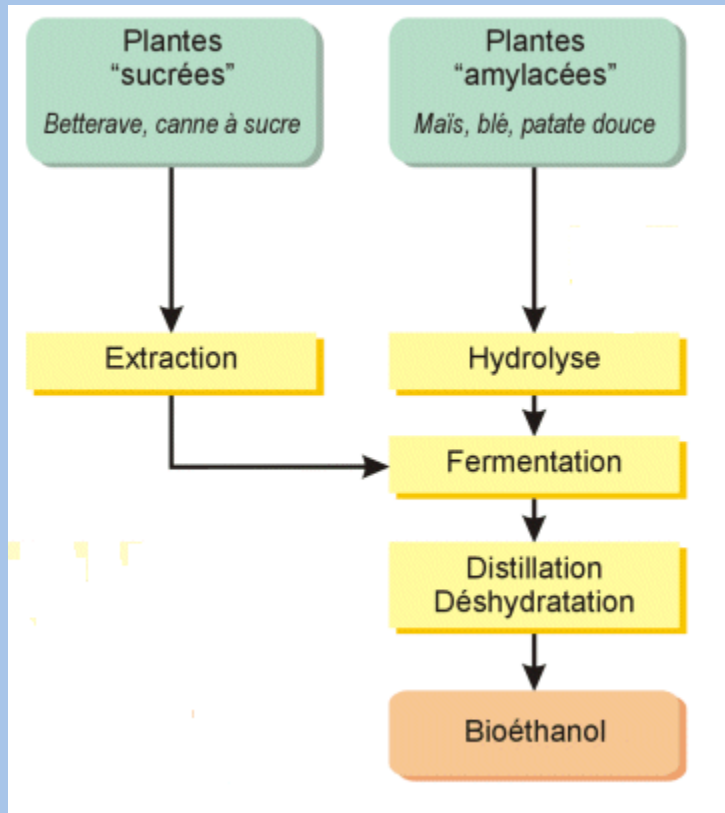 Plantes
“sucrées”
Betterave, canne à sucre
Plantes
“amylacées”
Maïs, blé, patate douce
Extraction
Hydrolyse
Fermentation
Distillation
Déshydratation
Bioéthanol